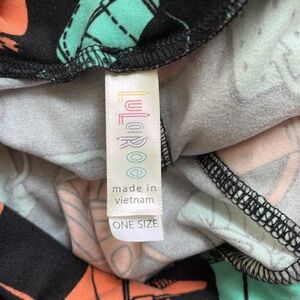 LuLaRoe
made in
vietnam
ONE SIZE